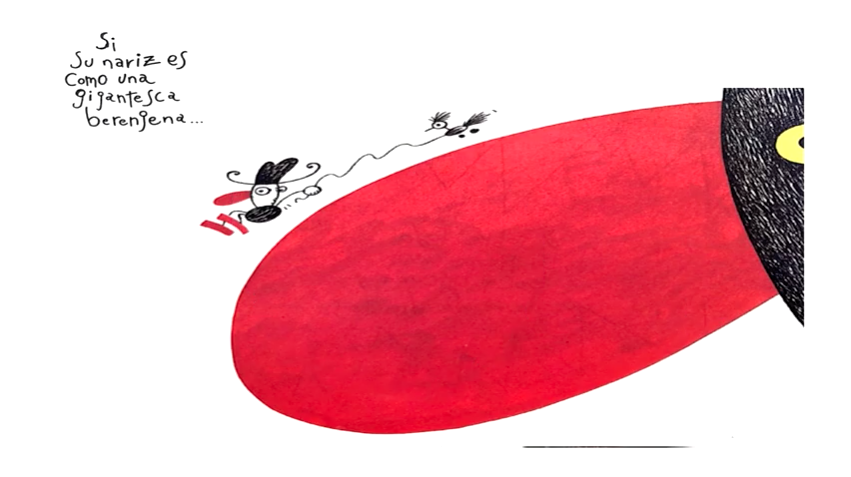 Si
su nariz es
como una
gigantesca
berenjena...